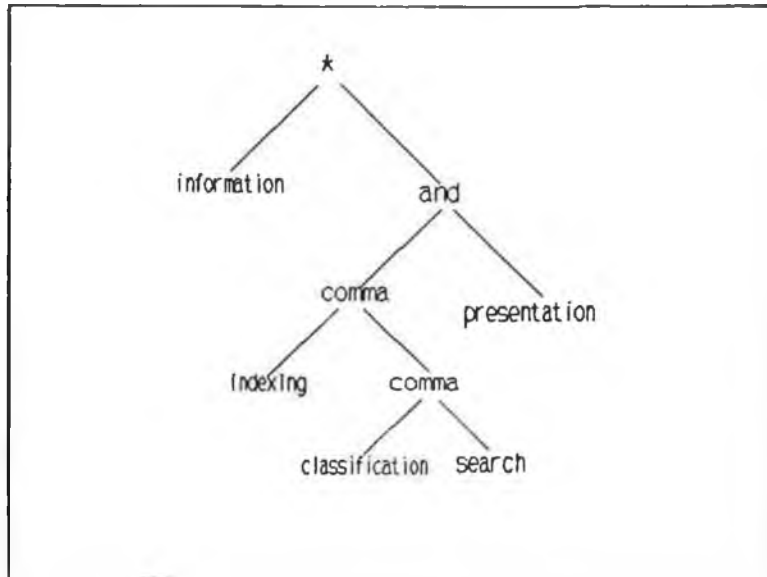 *
information
and
comma
presentation
indexing
comma
classification search